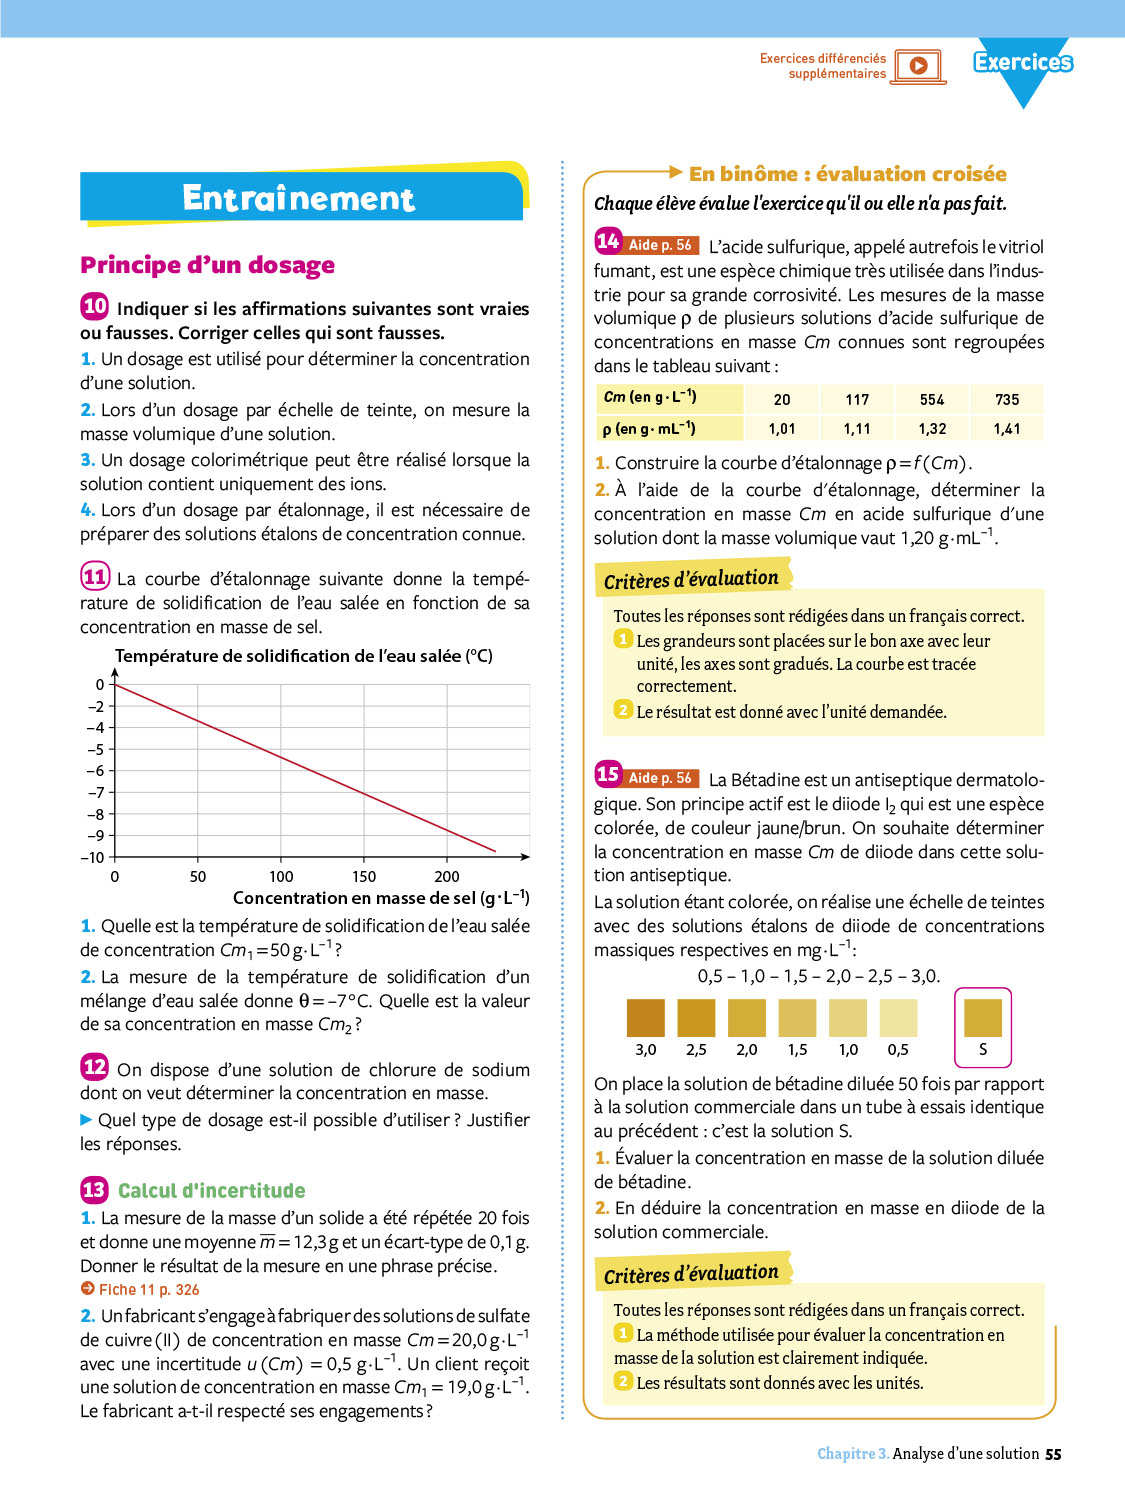 Exercices différenciés
supplémentaires
Exercices
Entraînement
Principe d'un dosage
10 Indiquer si les affirmations suivantes sont vraies
ou fausses. Corriger celles qui sont fausses.
1. Un dosage est utilisé pour déterminer la concentration
d'une solution.
2. Lors d'un dosage par échelle de teinte, on mesure la
masse volumique d'une solution.
3. Un dosage colorimétrique peut être réalisé lorsque la
solution contient uniquement des ions.
4. Lors d'un dosage par étalonnage, il est nécessaire de
préparer des solutions étalons de concentration connue.
11 La courbe d'étalonnage suivante donne la tempé-
rature de solidification de l'eau salée en fonction de sa
concentration en masse de sel.
Température de solidification de l'eau salée (°C)
0
–2
–4
–5
–6
–7
–8
–9
–10
0 50 100 150 200
Concentration en masse de sel (g·L⁻¹)
1. Quelle est la température de solidification de l'eau salée
de concentration Cm₁ = 50 g·L⁻¹ ?
2. La mesure de la température de solidification d'un
mélange d'eau salée donne θ = –7 °C. Quelle est la valeur
de sa concentration en masse Cm₂ ?
12 On dispose d'une solution de chlorure de sodium
dont on veut déterminer la concentration en masse.
▶ Quel type de dosage est-il possible d'utiliser ? Justifier
les réponses.
13 Calcul d'incertitude
1. La mesure de la masse d'un solide a été répétée 20 fois
et donne une moyenne m̅ = 12,3 g et un écart-type de 0,1 g.
Donner le résultat de la mesure en une phrase précise.
Fiche 11 p. 326
2. Un fabricant s'engage à fabriquer des solutions de sulfate
de cuivre (II) de concentration en masse Cm = 20,0 g·L⁻¹
avec une incertitude u (Cm) = 0,5 g·L⁻¹. Un client reçoit
une solution de concentration en masse Cm₁ = 19,0 g·L⁻¹.
Le fabricant a-t-il respecté ses engagements ?
En binôme : évaluation croisée
Chaque élève évalue l'exercice qu'il ou elle n'a pas fait.
14 Aide p. 56 L'acide sulfurique, appelé autrefois le vitriol
fumant, est une espèce chimique très utilisée dans l'indus-
trie pour sa grande corrosivité. Les mesures de la masse
volumique ρ de plusieurs solutions d'acide sulfurique de
concentrations en masse Cm connues sont regroupées
dans le tableau suivant :
Cm (en g·L⁻¹) 20 117 554 735
ρ (en g·mL⁻¹) 1,01 1,11 1,32 1,41
1. Construire la courbe d'étalonnage ρ = f (Cm).
2. À l'aide de la courbe d'étalonnage, déterminer la
concentration en masse Cm en acide sulfurique d'une
solution dont la masse volumique vaut 1,20 g·mL⁻¹.
Critères d'évaluation
Toutes les réponses sont rédigées dans un français correct.
1 Les grandeurs sont placées sur le bon axe avec leur
unité, les axes sont gradués. La courbe est tracée
correctement.
2 Le résultat est donné avec l'unité demandée.
15 Aide p. 56 La Bétadine est un antiseptique dermatolo-
gique. Son principe actif est le diiode I₂ qui est une espèce
colorée, de couleur jaune/brun. On souhaite déterminer
la concentration en masse Cm de diiode dans cette solu-
tion antiseptique.
La solution étant colorée, on réalise une échelle de teintes
avec des solutions étalons de diiode de concentrations
massiques respectives en mg·L⁻¹ :
0,5 – 1,0 – 1,5 – 2,0 – 2,5 – 3,0.
3,0 2,5 2,0 1,5 1,0 0,5 S
On place la solution de bétadine diluée 50 fois par rapport
à la solution commerciale dans un tube à essais identique
au précédent : c'est la solution S.
1. Évaluer la concentration en masse de la solution diluée
de bétadine.
2. En déduire la concentration en masse en diiode de la
solution commerciale.
Critères d'évaluation
Toutes les réponses sont rédigées dans un français correct.
1 La méthode utilisée pour évaluer la concentration en
masse de la solution est clairement indiquée.
2 Les résultats sont donnés avec les unités.
Chapitre 3. Analyse d'une solution 55